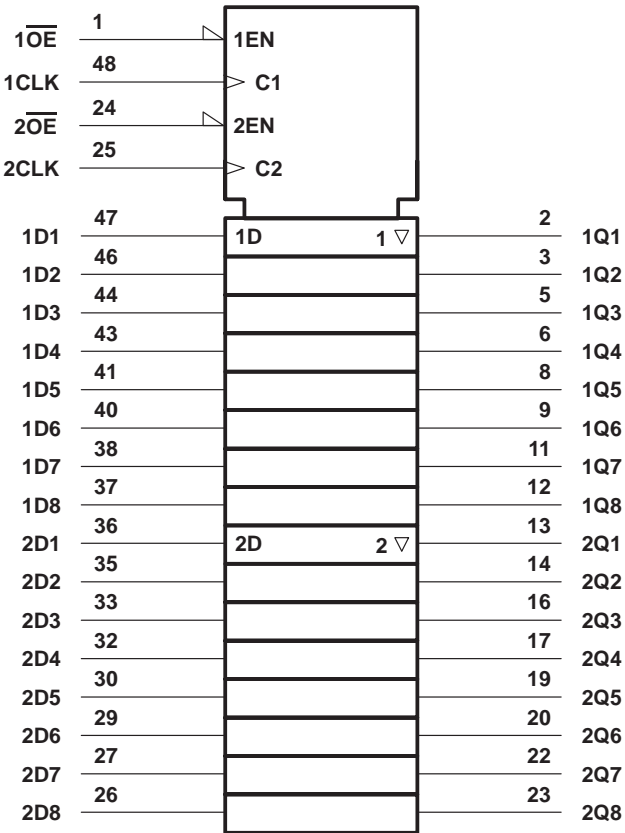 1O̅E̅ 1 1EN
1CLK 48 C1
2O̅E̅ 24 2EN
2CLK 25 C2
1D1 47 1D 1 ▽ 2 1Q1
1D2 46 3 1Q2
1D3 44 5 1Q3
1D4 43 6 1Q4
1D5 41 8 1Q5
1D6 40 9 1Q6
1D7 38 11 1Q7
1D8 37 12 1Q8
2D1 36 2D 2 ▽ 13 2Q1
2D2 35 14 2Q2
2D3 33 16 2Q3
2D4 32 17 2Q4
2D5 30 19 2Q5
2D6 29 20 2Q6
2D7 27 22 2Q7
2D8 26 23 2Q8